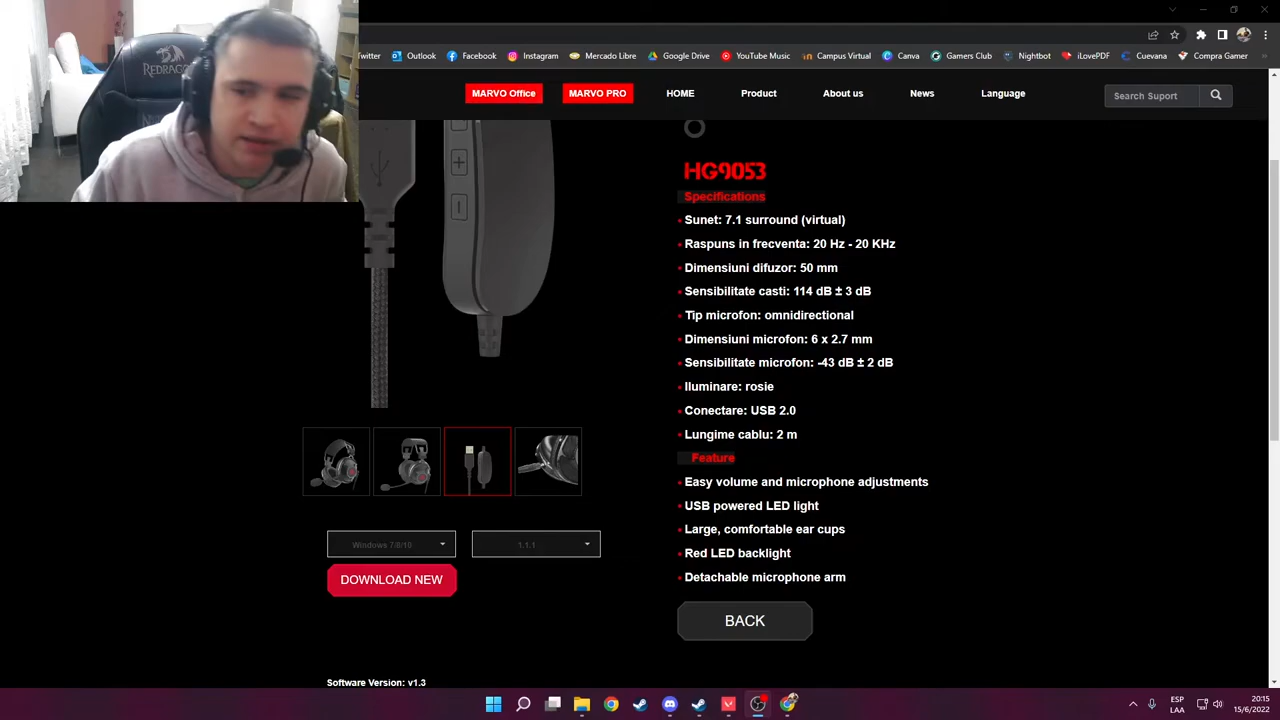 REDRAGON
Twitter
Outlook
Facebook
Instagram
Mercado Libre
Google Drive
YouTube Music
Campus Virtual
Canva
Gamers Club
Nightbot
iLovePDF
Cuevana
Compra Gamer
»
MARVO Office
MARVO PRO
HOME
Product
About us
News
Language
Search Suport
HG9053
Specifications
Sunet: 7.1 surround (virtual)
Raspuns in frecventa: 20 Hz - 20 KHz
Dimensiuni difuzor: 50 mm
Sensibilitate casti: 114 dB ± 3 dB
Tip microfon: omnidirectional
Dimensiuni microfon: 6 x 2.7 mm
Sensibilitate microfon: -43 dB ± 2 dB
Iluminare: rosie
Conectare: USB 2.0
Lungime cablu: 2 m
Feature
Easy volume and microphone adjustments
USB powered LED light
Large, comfortable ear cups
Red LED backlight
Detachable microphone arm
Windows 7/8/10
1.1.1
DOWNLOAD NEW
BACK
Software Version: v1.3
ESP
LAA
20:15
15/6/2022